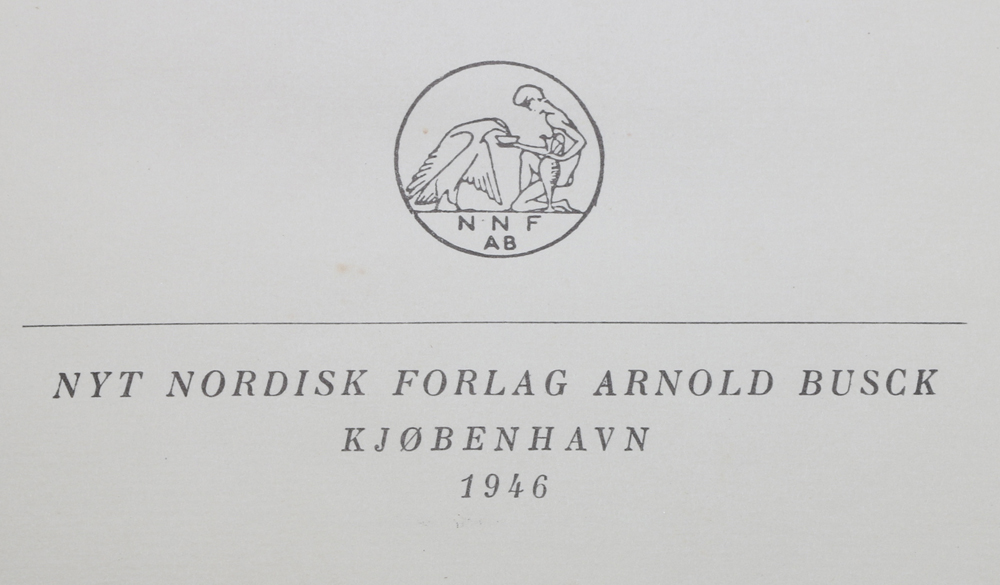 N N F
AB
NYT NORDISK FORLAG ARNOLD BUSCK
KJØBENHAVN
1946